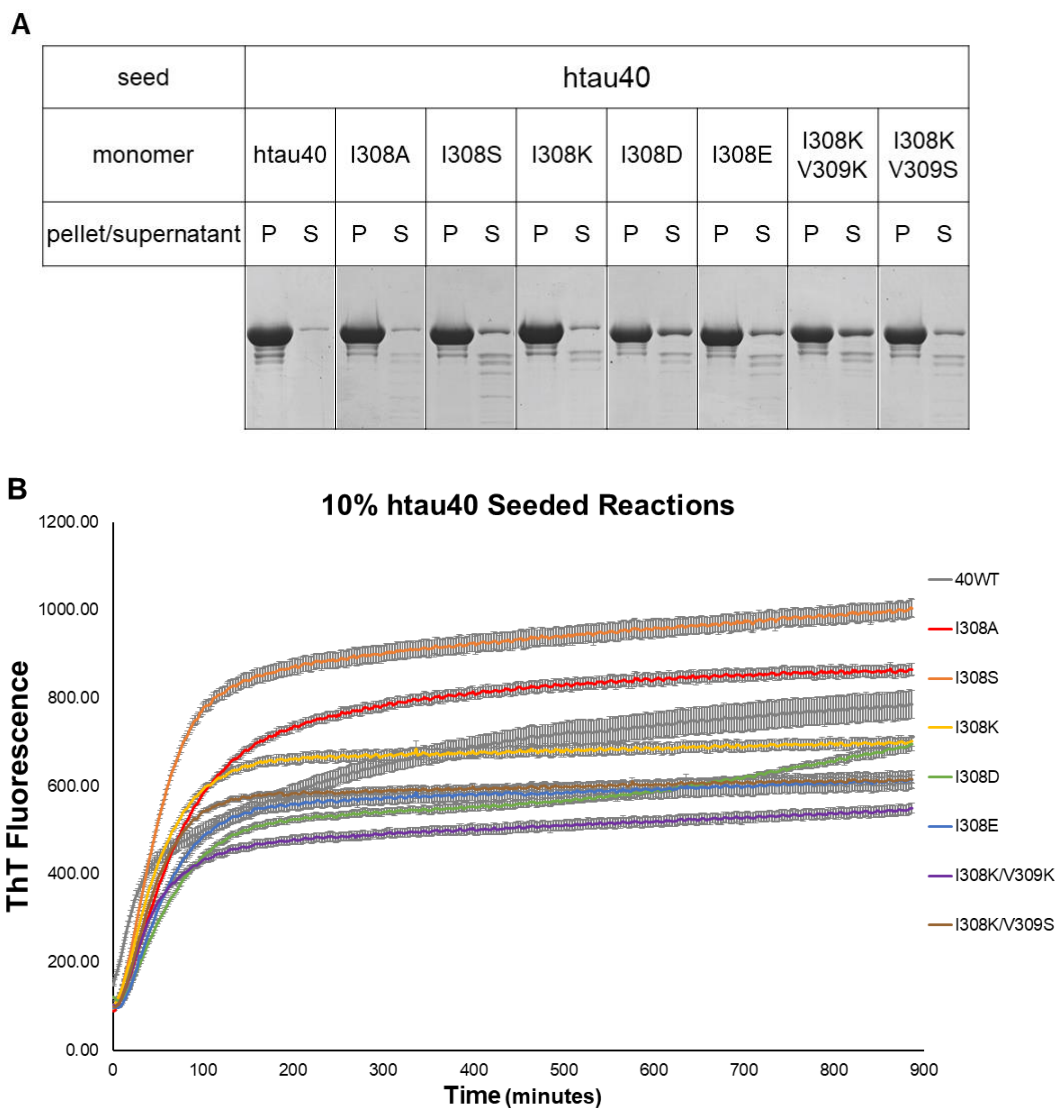 A
seed htau40
monomer htau40 I308A I308S I308K I308D I308E I308K V309K I308K V309S
pellet/supernatant P S P S P S P S P S P S P S P S
B
10% htau40 Seeded Reactions
1200.00
1000.00
800.00
600.00
400.00
200.00
0.00
ThT Fluorescence
0 100 200 300 400 500 600 700 800 900
Time (minutes)
40WT
I308A
I308S
I308K
I308D
I308E
I308K/V309K
I308K/V309S